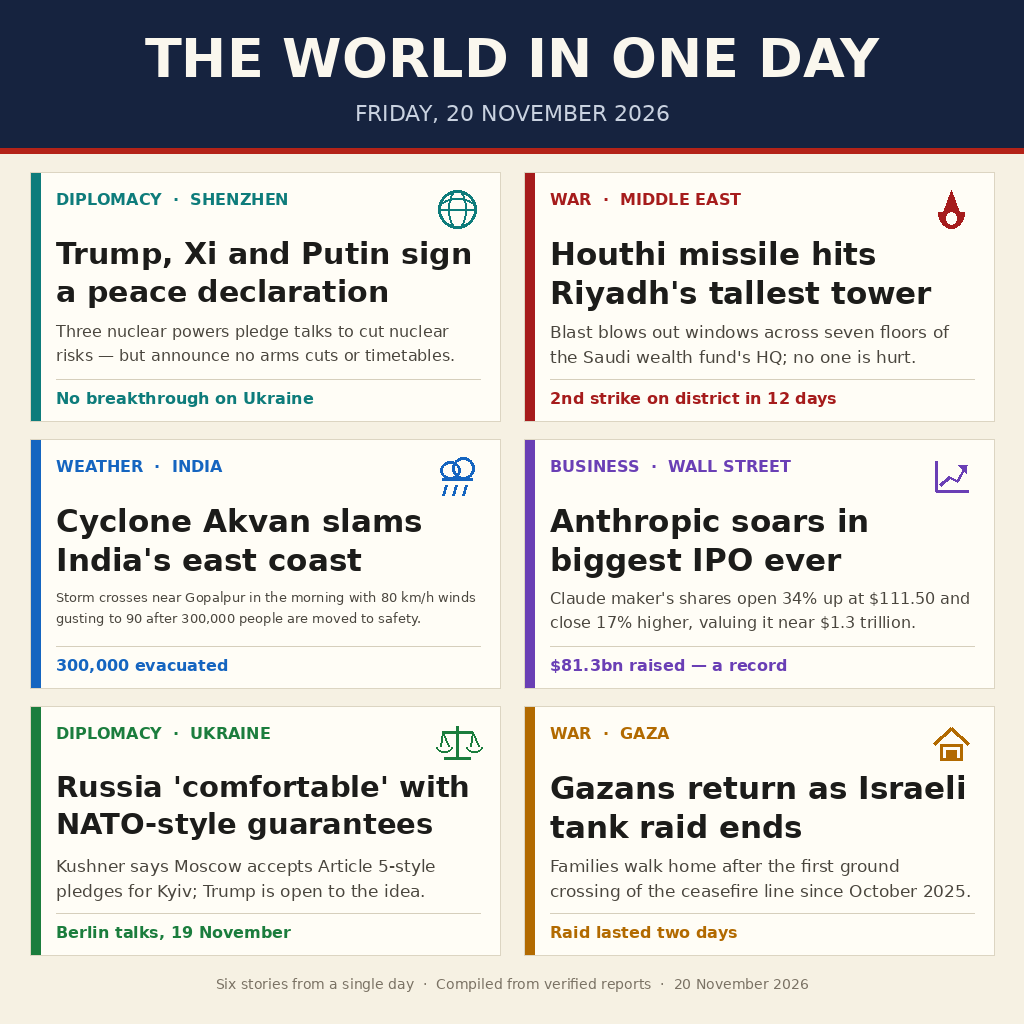 THE WORLD IN ONE DAY
FRIDAY, 20 NOVEMBER 2026
DIPLOMACY · SHENZHEN
Trump, Xi and Putin sign
a peace declaration
Three nuclear powers pledge talks to cut nuclear
risks — but announce no arms cuts or timetables.
No breakthrough on Ukraine
WAR · MIDDLE EAST
Houthi missile hits
Riyadh's tallest tower
Blast blows out windows across seven floors of
the Saudi wealth fund's HQ; no one is hurt.
2nd strike on district in 12 days
WEATHER · INDIA
Cyclone Akvan slams
India's east coast
Storm crosses near Gopalpur in the morning with 80 km/h winds
gusting to 90 after 300,000 people are moved to safety.
300,000 evacuated
BUSINESS · WALL STREET
Anthropic soars in
biggest IPO ever
Claude maker's shares open 34% up at $111.50 and
close 17% higher, valuing it near $1.3 trillion.
$81.3bn raised — a record
DIPLOMACY · UKRAINE
Russia 'comfortable' with
NATO-style guarantees
Kushner says Moscow accepts Article 5-style
pledges for Kyiv; Trump is open to the idea.
Berlin talks, 19 November
WAR · GAZA
Gazans return as Israeli
tank raid ends
Families walk home after the first ground
crossing of the ceasefire line since October 2025.
Raid lasted two days
Six stories from a single day · Compiled from verified reports · 20 November 2026